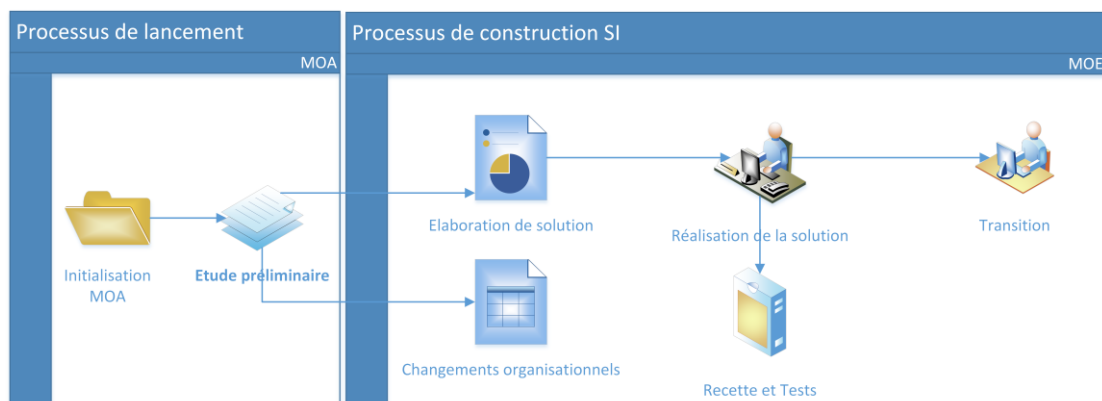 Processus de lancement
MOA
Processus de construction SI
MOE
Initialisation
MOA
Etude préliminaire
Elaboration de solution
Changements organisationnels
Réalisation de la solution
Recette et Tests
Transition